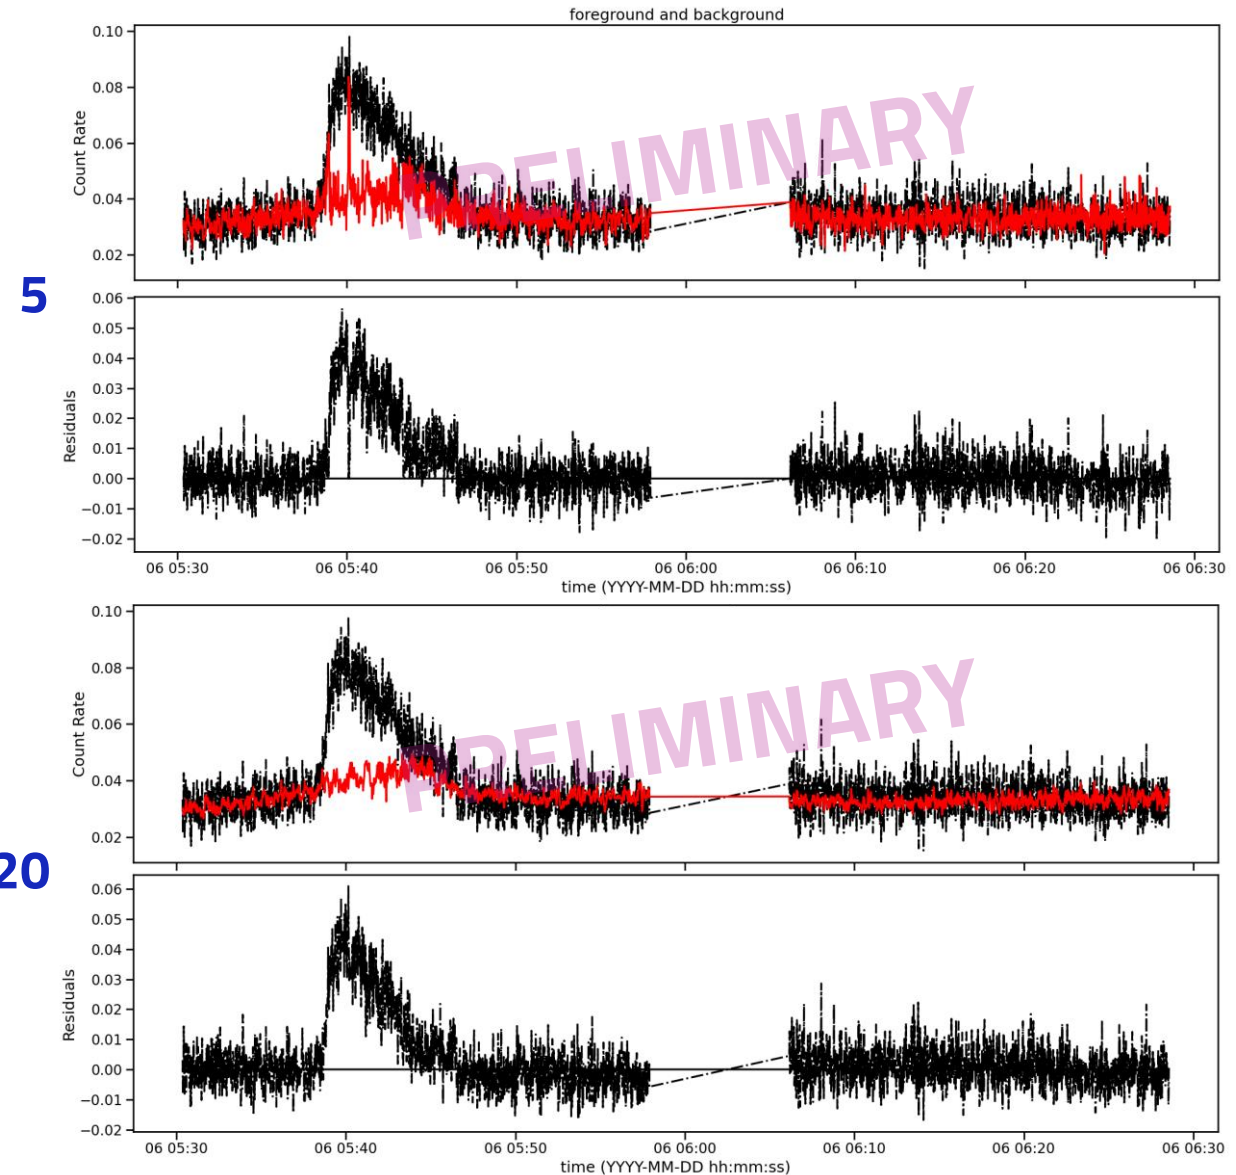 foreground and background
0.10
0.08
0.06
0.04
0.02
Count Rate
PRELIMINARY
5
0.06
0.05
0.04
0.03
0.02
0.01
0.00
−0.01
−0.02
Residuals
06 05:30 06 05:40 06 05:50 06 06:00 06 06:10 06 06:20 06 06:30
time (YYYY-MM-DD hh:mm:ss)
0.10
0.08
0.06
0.04
0.02
Count Rate
PRELIMINARY
20
0.06
0.05
0.04
0.03
0.02
0.01
0.00
−0.01
−0.02
Residuals
06 05:30 06 05:40 06 05:50 06 06:00 06 06:10 06 06:20 06 06:30
time (YYYY-MM-DD hh:mm:ss)